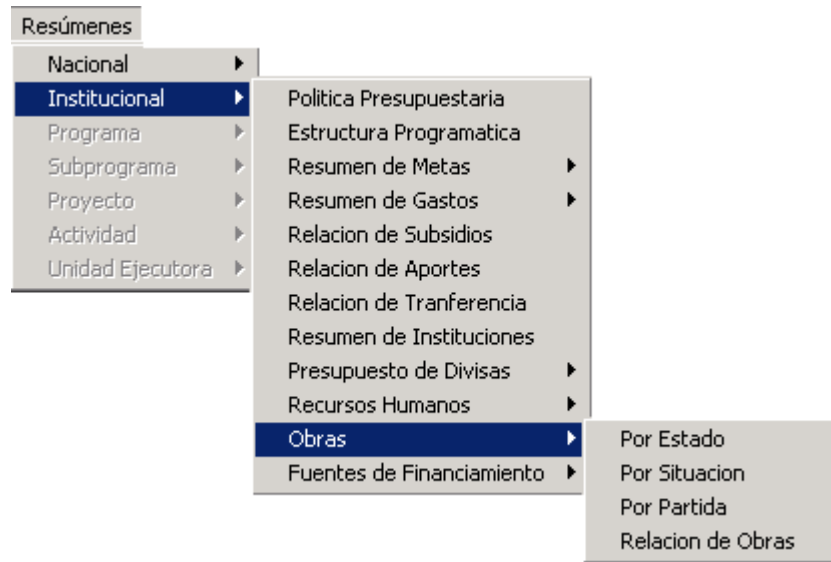 Resúmenes
Nacional
Institucional
Programa
Subprograma
Proyecto
Actividad
Unidad Ejecutora
Politica Presupuestaria
Estructura Programatica
Resumen de Metas
Resumen de Gastos
Relacion de Subsidios
Relacion de Aportes
Relacion de Tranferencia
Resumen de Instituciones
Presupuesto de Divisas
Recursos Humanos
Obras
Fuentes de Financiamiento
Por Estado
Por Situacion
Por Partida
Relacion de Obras